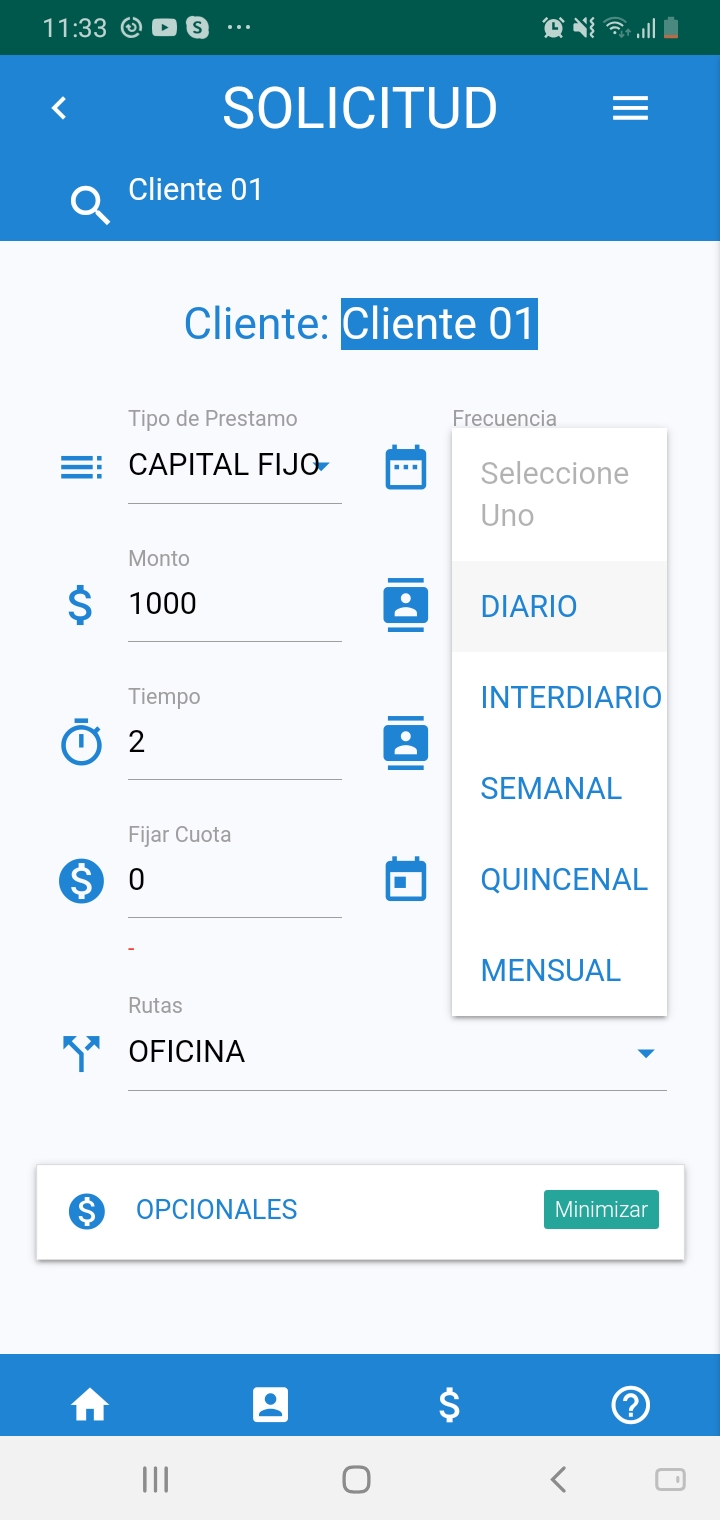 11:33
SOLICITUD
Cliente 01
Cliente: Cliente 01
Tipo de Prestamo
CAPITAL FIJO
Frecuencia
Seleccione
Uno
DIARIO
INTERDIARIO
SEMANAL
QUINCENAL
MENSUAL
Monto
1000
Tiempo
2
Fijar Cuota
0
-
Rutas
OFICINA
OPCIONALES
Minimizar